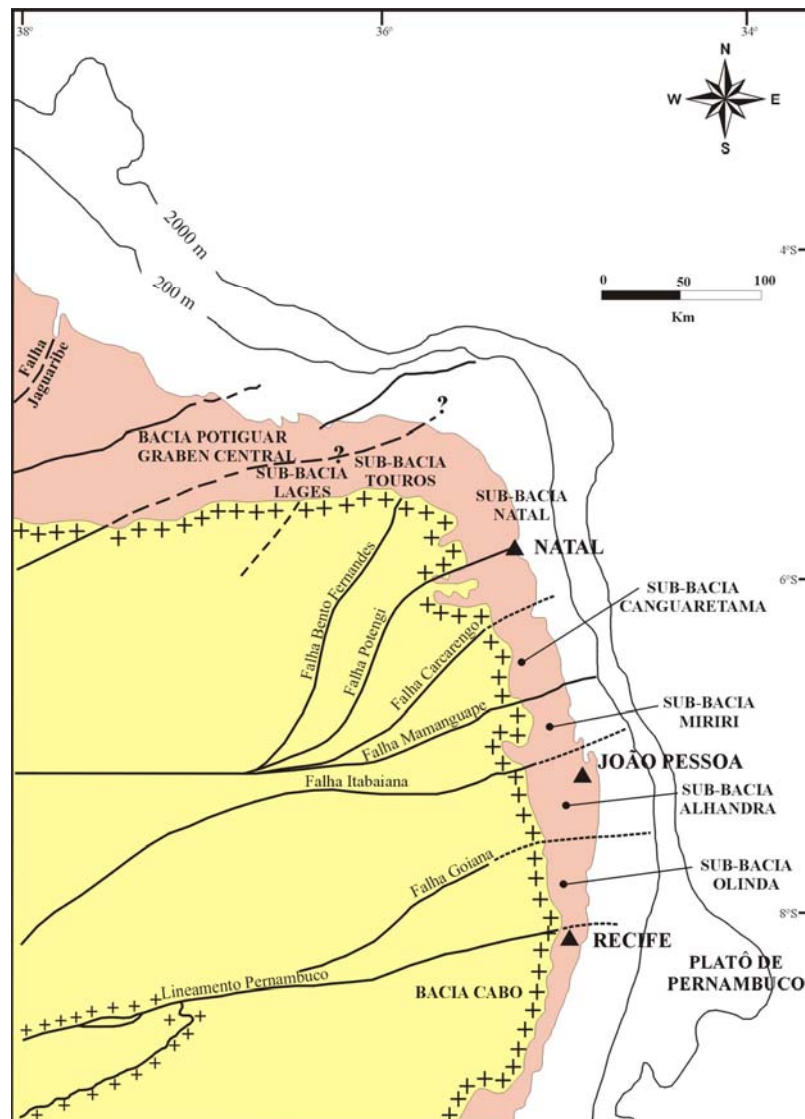 38°
36°
34°
N
W
E
S
2000 m
200 m
4°S
0
50
100
Km
Falha
Jaguaribe
?
BACIA POTIGUAR
GRABEN CENTRAL
?
SUB-BACIA
LAGES
SUB-BACIA
TOUROS
SUB-BACIA
NATAL
NATAL
6°S
SUB-BACIA
CANGUARETAMA
Falha Bento Fernandes
Falha Potengi
Falha Carcarengo
Falha Mamanguape
SUB-BACIA
MIRIRI
JOÃO PESSOA
Falha Itabaiana
SUB-BACIA
ALHANDRA
Falha Goiana
SUB-BACIA
OLINDA
8°S
RECIFE
PLATÔ DE
PERNAMBUCO
Lineamento Pernambuco
BACIA CABO